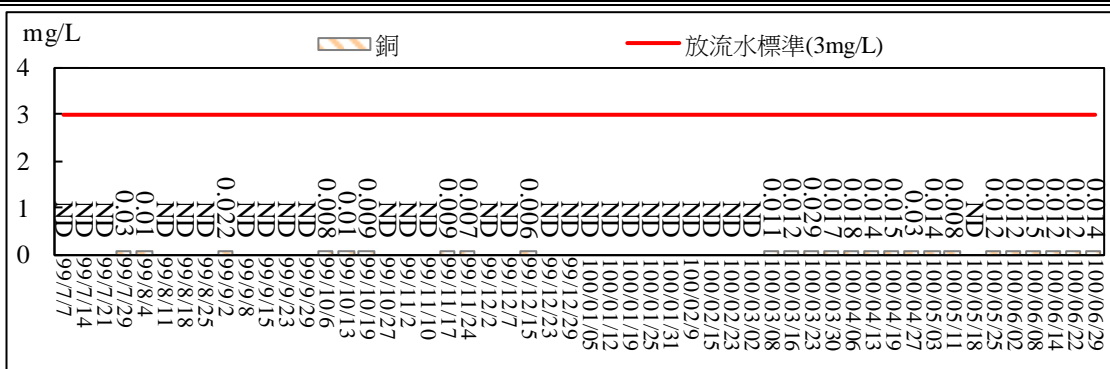 mg/L
銅
放流水標準(3mg/L)
4
3
2
1
0
ND
ND
ND
0.03
0.01
ND
ND
ND
0.022
ND
ND
ND
ND
0.008
0.01
0.009
ND
ND
ND
0.009
0.007
ND
ND
0.006
ND
ND
ND
ND
ND
ND
ND
ND
ND
ND
ND
0.011
0.012
0.029
0.017
0.018
0.014
0.015
0.03
0.014
0.008
ND
0.012
0.012
0.015
0.012
0.012
0.014
99/7/7
99/7/14
99/7/21
99/7/29
99/8/4
99/8/11
99/8/18
99/8/25
99/9/2
99/9/8
99/9/15
99/9/23
99/9/29
99/10/6
99/10/13
99/10/19
99/10/27
99/11/2
99/11/10
99/11/17
99/11/24
99/12/2
99/12/7
99/12/15
99/12/23
99/12/29
100/01/05
100/01/12
100/01/19
100/01/25
100/01/31
100/02/9
100/02/15
100/02/23
100/03/02
100/03/08
100/03/16
100/03/23
100/03/30
100/04/06
100/04/13
100/04/19
100/04/27
100/05/03
100/05/11
100/05/18
100/05/25
100/06/02
100/06/08
100/06/14
100/06/22
100/06/29